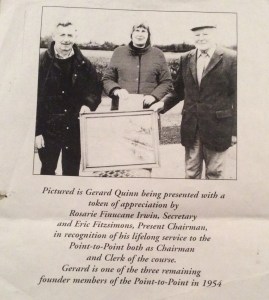 Pictured is Gerard Quinn being presented with a
token of appreciation by
Rosarie Finucane Irwin, Secretary
and Eric Fitzsimons, Present Chairman,
in recognition of his lifelong service to the
Point-to-Point both as Chairman
and Clerk of the course.
Gerard is one of the three remaining
founder members of the Point-to-Point in 1954